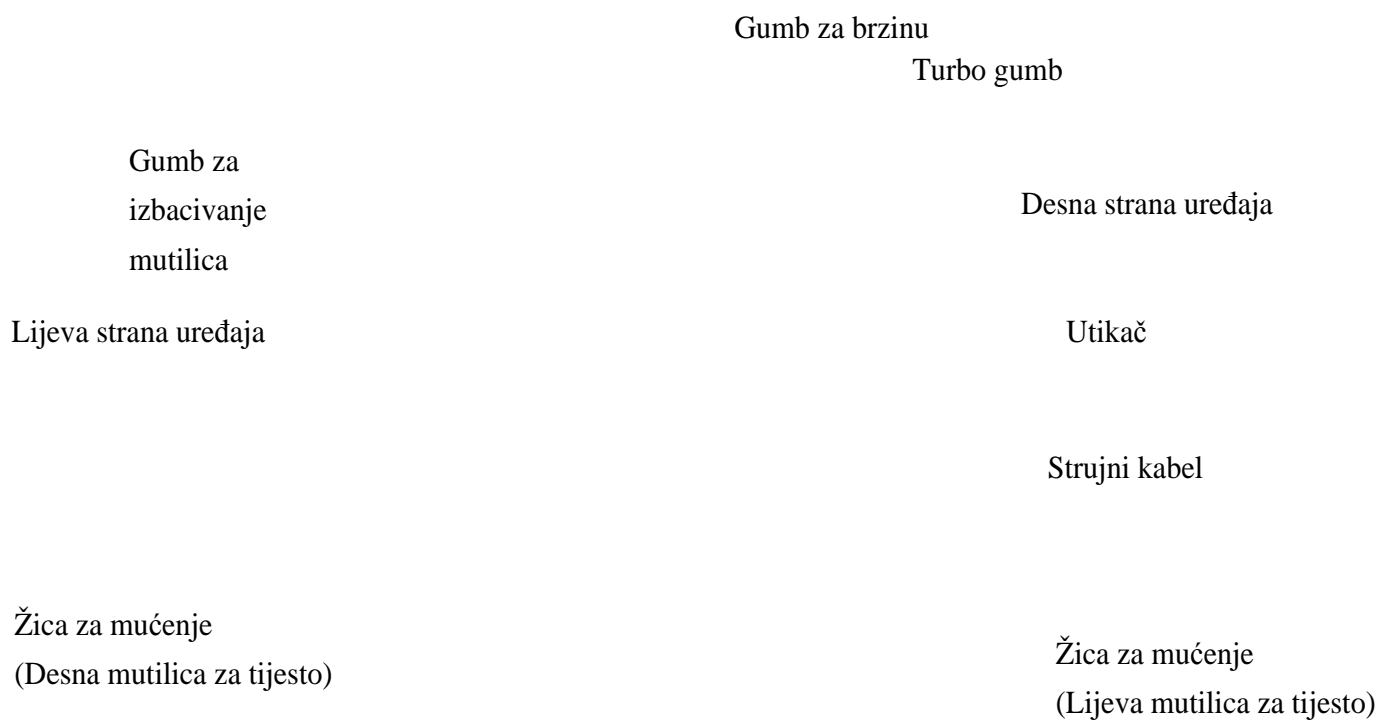 Gumb za brzinu
Turbo gumb
Gumb za
izbacivanje
mutilica
Desna strana uređaja
Lijeva strana uređaja
Utikač
Strujni kabel
Žica za mućenje
(Desna mutilica za tijesto)
Žica za mućenje
(Lijeva mutilica za tijesto)